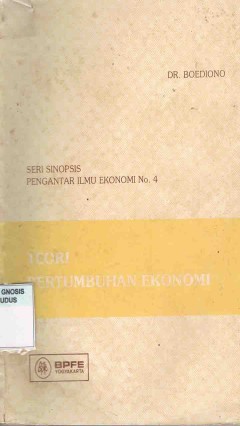 DR. BOEDIONO
SERI SINOPSIS
PENGANTAR ILMU EKONOMI No. 4
TEORI
PERTUMBUHAN EKONOMI
GNOSIS
UDUS
BPFE
YOGYAKARTA